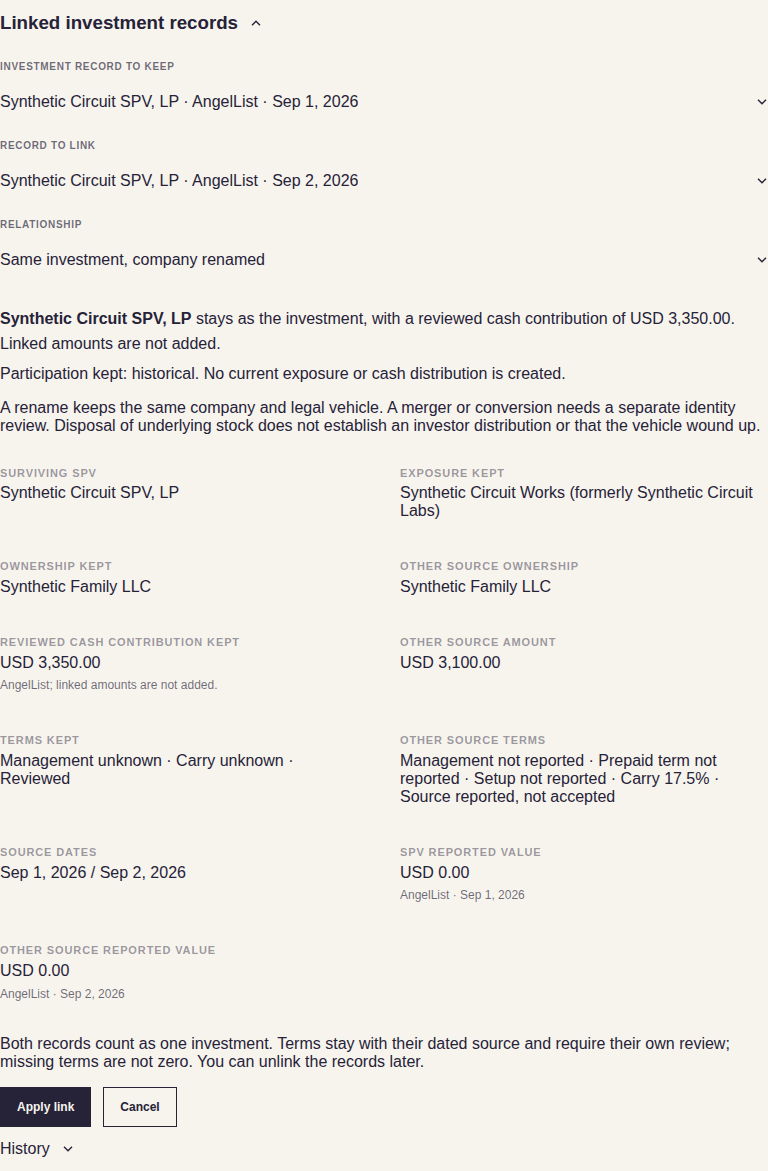 Linked investment records
INVESTMENT RECORD TO KEEP
Synthetic Circuit SPV, LP · AngelList · Sep 1, 2026
RECORD TO LINK
Synthetic Circuit SPV, LP · AngelList · Sep 2, 2026
RELATIONSHIP
Same investment, company renamed
Synthetic Circuit SPV, LP stays as the investment, with a reviewed cash contribution of USD 3,350.00.
Linked amounts are not added.
Participation kept: historical. No current exposure or cash distribution is created.
A rename keeps the same company and legal vehicle. A merger or conversion needs a separate identity
review. Disposal of underlying stock does not establish an investor distribution or that the vehicle wound up.
SURVIVING SPV
Synthetic Circuit SPV, LP
EXPOSURE KEPT
Synthetic Circuit Works (formerly Synthetic Circuit
Labs)
OWNERSHIP KEPT
Synthetic Family LLC
OTHER SOURCE OWNERSHIP
Synthetic Family LLC
REVIEWED CASH CONTRIBUTION KEPT
USD 3,350.00
AngelList; linked amounts are not added.
OTHER SOURCE AMOUNT
USD 3,100.00
TERMS KEPT
Management unknown · Carry unknown ·
Reviewed
OTHER SOURCE TERMS
Management not reported · Prepaid term not
reported · Setup not reported · Carry 17.5% ·
Source reported, not accepted
SOURCE DATES
Sep 1, 2026 / Sep 2, 2026
SPV REPORTED VALUE
USD 0.00
AngelList · Sep 1, 2026
OTHER SOURCE REPORTED VALUE
USD 0.00
AngelList · Sep 2, 2026
Both records count as one investment. Terms stay with their dated source and require their own review;
missing terms are not zero. You can unlink the records later.
Apply link
Cancel
History